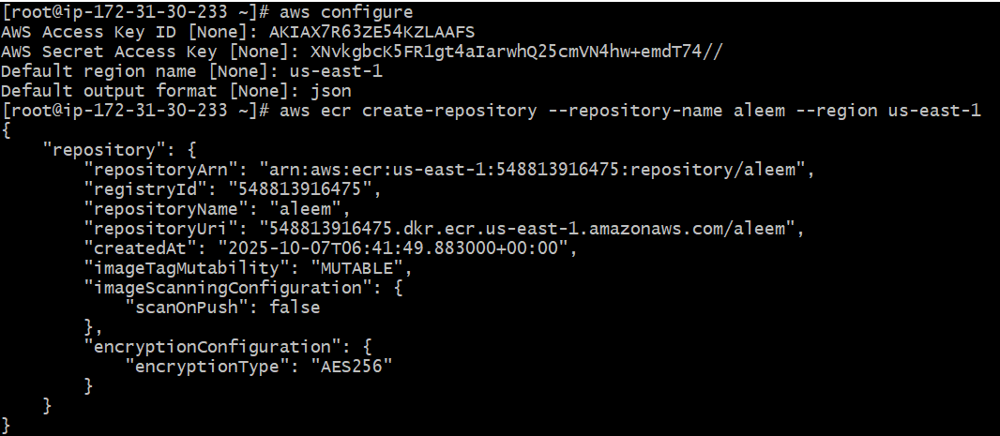 [root@ip-172-31-30-233 ~]# aws configure
AWS Access Key ID [None]: AKIAX7R63ZE54KZLAAFS
AWS Secret Access Key [None]: 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
Default region name [None]: us-east-1
Default output format [None]: json
[root@ip-172-31-30-233 ~]# aws ecr create-repository --repository-name aleem --region us-east-1
{
    "repository": {
        "repositoryArn": "arn:aws:ecr:us-east-1:548813916475:repository/aleem",
        "registryId": "548813916475",
        "repositoryName": "aleem",
        "repositoryUri": "548813916475.dkr.ecr.us-east-1.amazonaws.com/aleem",
        "createdAt": "2025-10-07T06:41:49.883000+00:00",
        "imageTagMutability": "MUTABLE",
        "imageScanningConfiguration": {
            "scanOnPush": false
        },
        "encryptionConfiguration": {
            "encryptionType": "AES256"
        }
    }
}